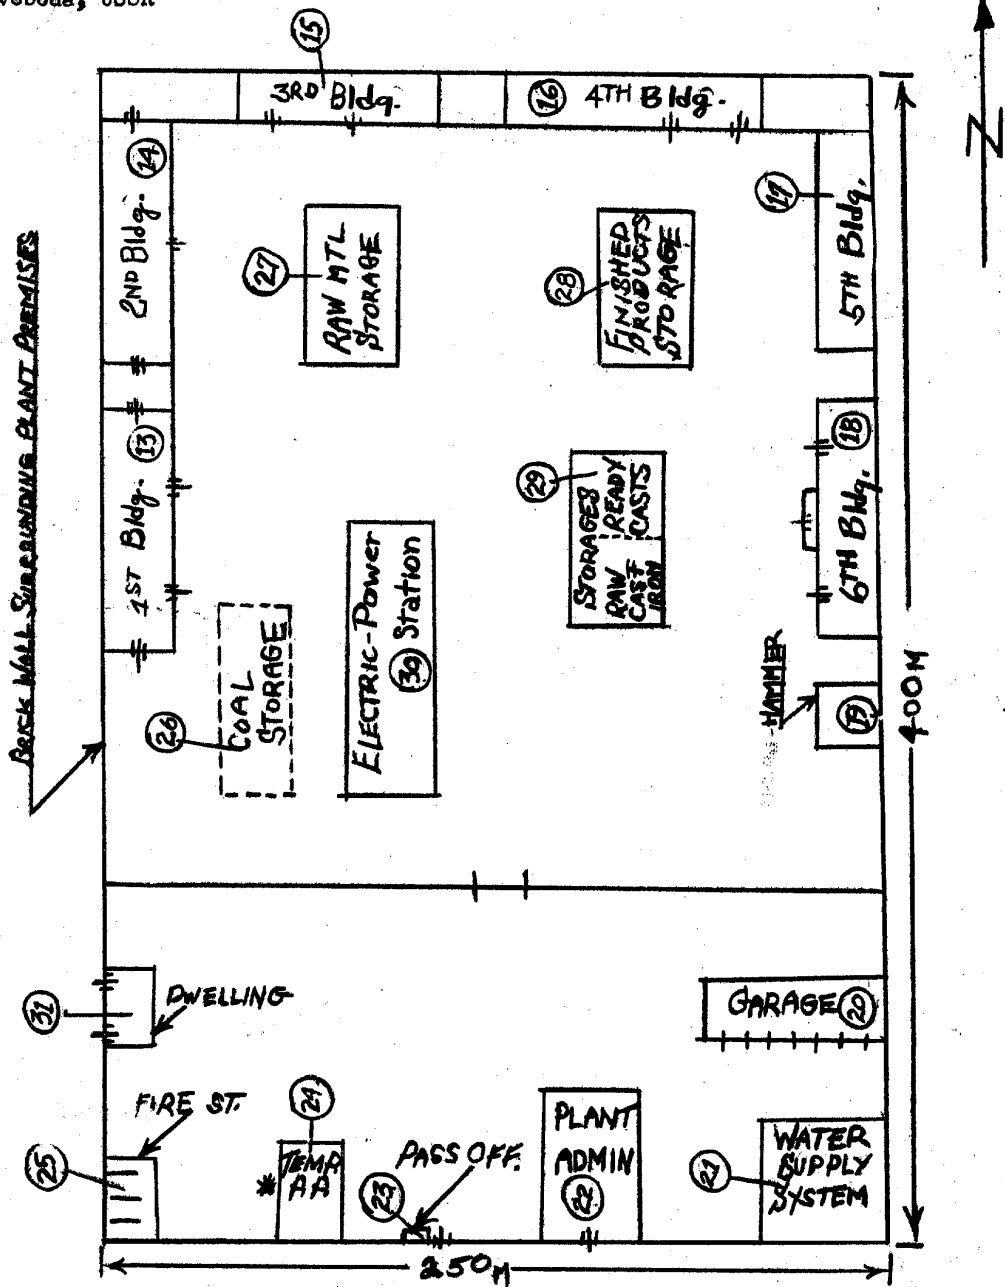 USSR
15
3RD Bldg.
16 4TH Bldg.
N
14
2ND Bldg.
17
5TH Bldg.
27
RAW MTL
STORAGE
28
FINISHED
PRODUCTS
STORAGE
BRICK WALL SURROUNDING PLANT PREMISES
13
1ST Bldg.
29
STORAGES
READY
CASTS
RAW
CAST
IRON
18
6TH Bldg.
Electric-Power
30 Station
26
COAL
STORAGE
HAMMER
19
400M
31
DWELLING
GARAGE 20
FIRE ST.
25
24
* TEMP
AA
PASS OFF.
23
PLANT
ADMIN
22
21
WATER
SUPPLY
SYSTEM
250M